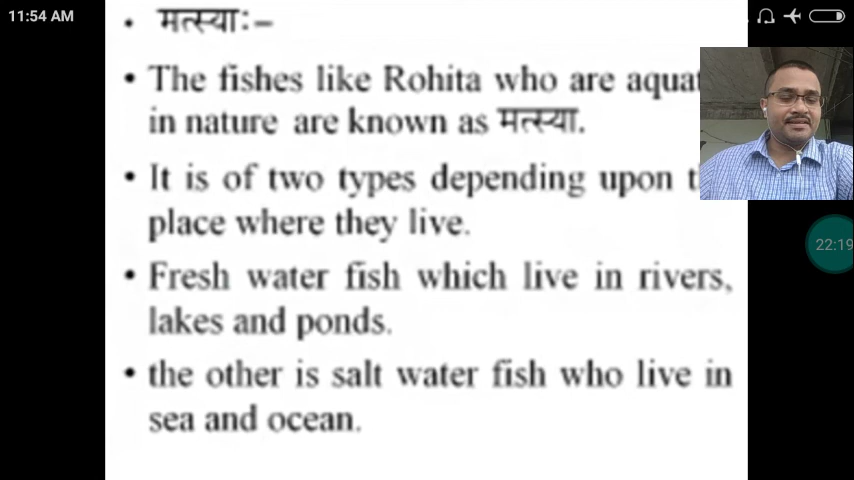 11:54 AM
• मत्स्या:–
• The fishes like Rohita who are
in nature are known as मत्स्या.
• It is of two types depending upon
place where they live.
• Fresh water fish which live in rivers,
lakes and ponds.
• the other is salt water fish who live in
sea and ocean.
22:19